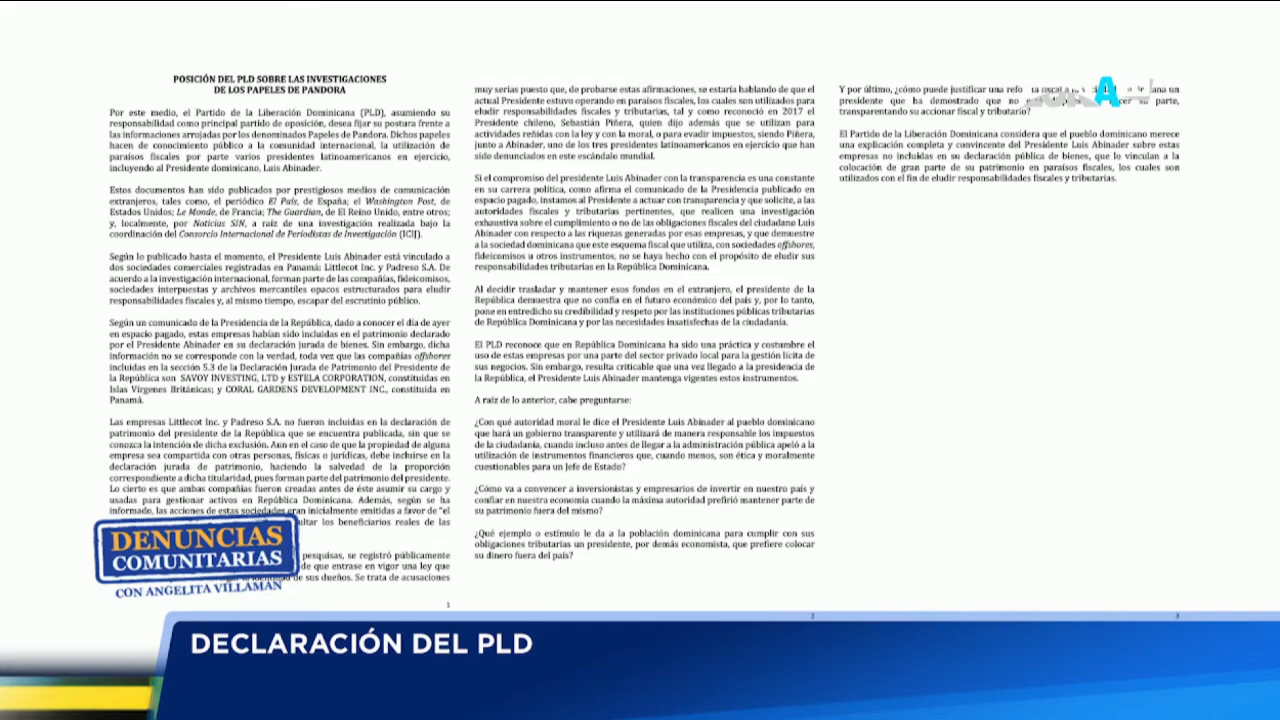 POSICIÓN DEL PLD SOBRE LAS INVESTIGACIONES
DE LOS PAPELES DE PANDORA
Por este medio, el Partido de la Liberación Dominicana (PLD), asumiendo su
responsabilidad como principal partido de oposición, desea fijar su postura frente a
las informaciones arrojadas por los denominados Papeles de Pandora. Dichos papeles
hacen de conocimiento público a la comunidad internacional, la utilización de
paraísos fiscales por parte varios presidentes latinoamericanos en ejercicio,
incluyendo al Presidente dominicano, Luis Abinader.
Estos documentos han sido publicados por prestigiosos medios de comunicación
extranjeros, tales como, el periódico El País, de España; el Washington Post, de
Estados Unidos; Le Monde, de Francia; The Guardian, de El Reino Unido, entre otros;
y, localmente, por Noticias SIN, a raíz de una investigación realizada bajo la
coordinación del Consorcio Internacional de Periodistas de Investigación (ICIJ).
Según lo publicado hasta el momento, el Presidente Luis Abinader está vinculado a
dos sociedades comerciales registradas en Panamá: Littlecot Inc. y Padreso S.A. De
acuerdo a la investigación internacional, forman parte de las compañías, fideicomisos,
sociedades interpuestas y archivos mercantiles opacos estructurados para eludir
responsabilidades fiscales y, al mismo tiempo, escapar del escrutinio público.
Según un comunicado de la Presidencia de la República, dado a conocer el día de ayer
en espacio pagado, estas empresas habían sido incluidas en el patrimonio declarado
por el Presidente Abinader en su declaración jurada de bienes. Sin embargo, dicha
información no se corresponde con la verdad, toda vez que las compañías offshores
incluidas en la sección 5.3 de la Declaración Jurada de Patrimonio del Presidente de
la República son SAVOY INVESTING, LTD y ESTELA CORPORATION, constituidas en
Islas Vírgenes Británicas; y CORAL GARDENS DEVELOPMENT INC., constituida en
Panamá.
Las empresas Littlecot Inc. y Padreso S.A. no fueron incluidas en la declaración de
patrimonio del presidente de la República que se encuentra publicada, sin que se
conozca la intención de dicha exclusión. Aun en el caso de que la propiedad de alguna
empresa sea compartida con otras personas, físicas o jurídicas, debe incluirse en la
declaración jurada de patrimonio, haciendo la salvedad de la proporción
correspondiente a dicha titularidad, pues forman parte del patrimonio del presidente.
Lo cierto es que ambas compañías fueron creadas antes de éste asumir su cargo y
usadas para gestionar activos en República Dominicana. Además, según se ha
informado, las acciones de estas sociedades eran inicialmente emitidas a favor de "el
ultar los beneficiarios reales de las
pesquisas, se registró públicamente
de que entrase en vigor una ley que
de sus dueños. Se trata de acusaciones
1
muy serias puesto que, de probarse estas afirmaciones, se estaría hablando de que el
actual Presidente estuvo operando en paraísos fiscales, los cuales son utilizados para
eludir responsabilidades fiscales y tributarias, tal y como reconoció en 2017 el
Presidente chileno, Sebastián Piñera, quien dijo además que se utilizan para
actividades reñidas con la ley y con la moral, o para evadir impuestos, siendo Piñera,
junto a Abinader, uno de los tres presidentes latinoamericanos en ejercicio que han
sido denunciados en este escándalo mundial.
Si el compromiso del presidente Luis Abinader con la transparencia es una constante
en su carrera política, como afirma el comunicado de la Presidencia publicado en
espacio pagado, instamos al Presidente a actuar con transparencia y que solicite, a las
autoridades fiscales y tributarias pertinentes, que realicen una investigación
exhaustiva sobre el cumplimiento o no de las obligaciones fiscales del ciudadano Luis
Abinader con respecto a las riquezas generadas por esas empresas, y que demuestre
a la sociedad dominicana que este esquema fiscal que utiliza, con sociedades offshores,
fideicomisos u otros instrumentos, no se haya hecho con el propósito de eludir sus
responsabilidades tributarias en la República Dominicana.
Al decidir trasladar y mantener esos fondos en el extranjero, el presidente de la
República demuestra que no confía en el futuro económico del país y, por lo tanto,
pone en entredicho su credibilidad y respeto por las instituciones públicas tributarias
de República Dominicana y por las necesidades insatisfechas de la ciudadanía.
El PLD reconoce que en República Dominicana ha sido una práctica y costumbre el
uso de estas empresas por una parte del sector privado local para la gestión lícita de
sus negocios. Sin embargo, resulta criticable que una vez llegado a la presidencia de
la República, el Presidente Luis Abinader mantenga vigentes estos instrumentos.
A raíz de lo anterior, cabe preguntarse:
¿Con qué autoridad moral le dice el Presidente Luis Abinader al pueblo dominicano
que hará un gobierno transparente y utilizará de manera responsable los impuestos
de la ciudadanía, cuando incluso antes de llegar a la administración pública apeló a la
utilización de instrumentos financieros que, cuando menos, son ética y moralmente
cuestionables para un Jefe de Estado?
¿Cómo va a convencer a inversionistas y empresarios de invertir en nuestro país y
confiar en nuestra economía cuando la máxima autoridad prefirió mantener parte de
su patrimonio fuera del mismo?
¿Qué ejemplo o estímulo le da a la población dominicana para cumplir con sus
obligaciones tributarias un presidente, por demás economista, que prefiere colocar
su dinero fuera del país?
2
Y por último, ¿cómo puede justificar una refo
presidente que ha demostrado que no su parte,
transparentando su accionar fiscal y tributario?
El Partido de la Liberación Dominicana considera que el pueblo dominicano merece
una explicación completa y convincente del Presidente Luis Abinader sobre estas
empresas no incluidas en su declaración pública de bienes, que lo vinculan a la
colocación de gran parte de su patrimonio en paraísos fiscales, los cuales son
utilizados con el fin de eludir responsabilidades fiscales y tributarias.
3
A
DENUNCIAS
COMUNITARIAS
CON ANGELITA VILLAMAN
DECLARACIÓN DEL PLD